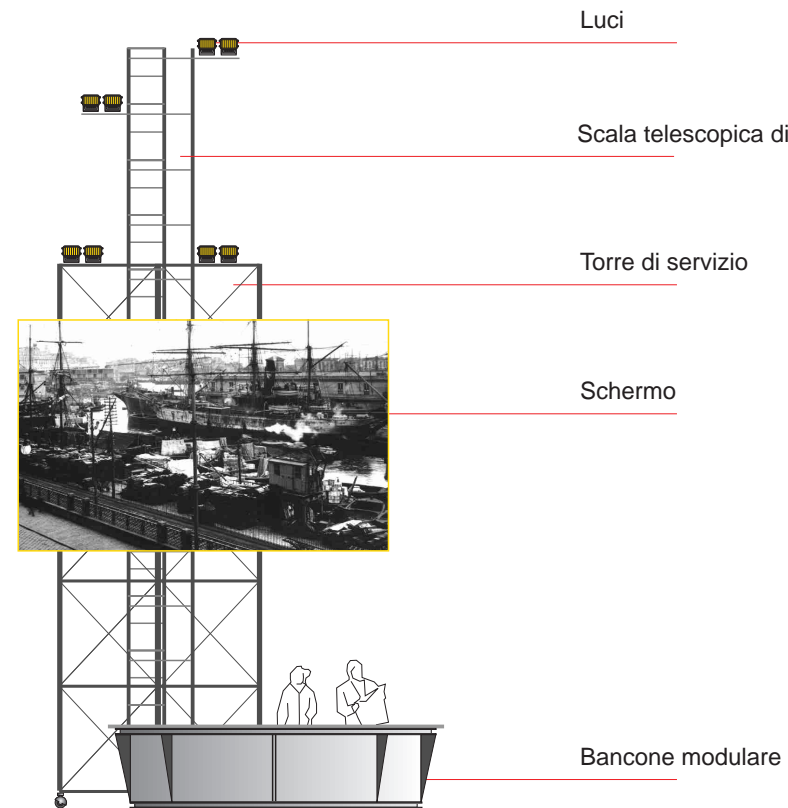 Luci
Scala telescopica di
Torre di servizio
Schermo
Bancone modulare